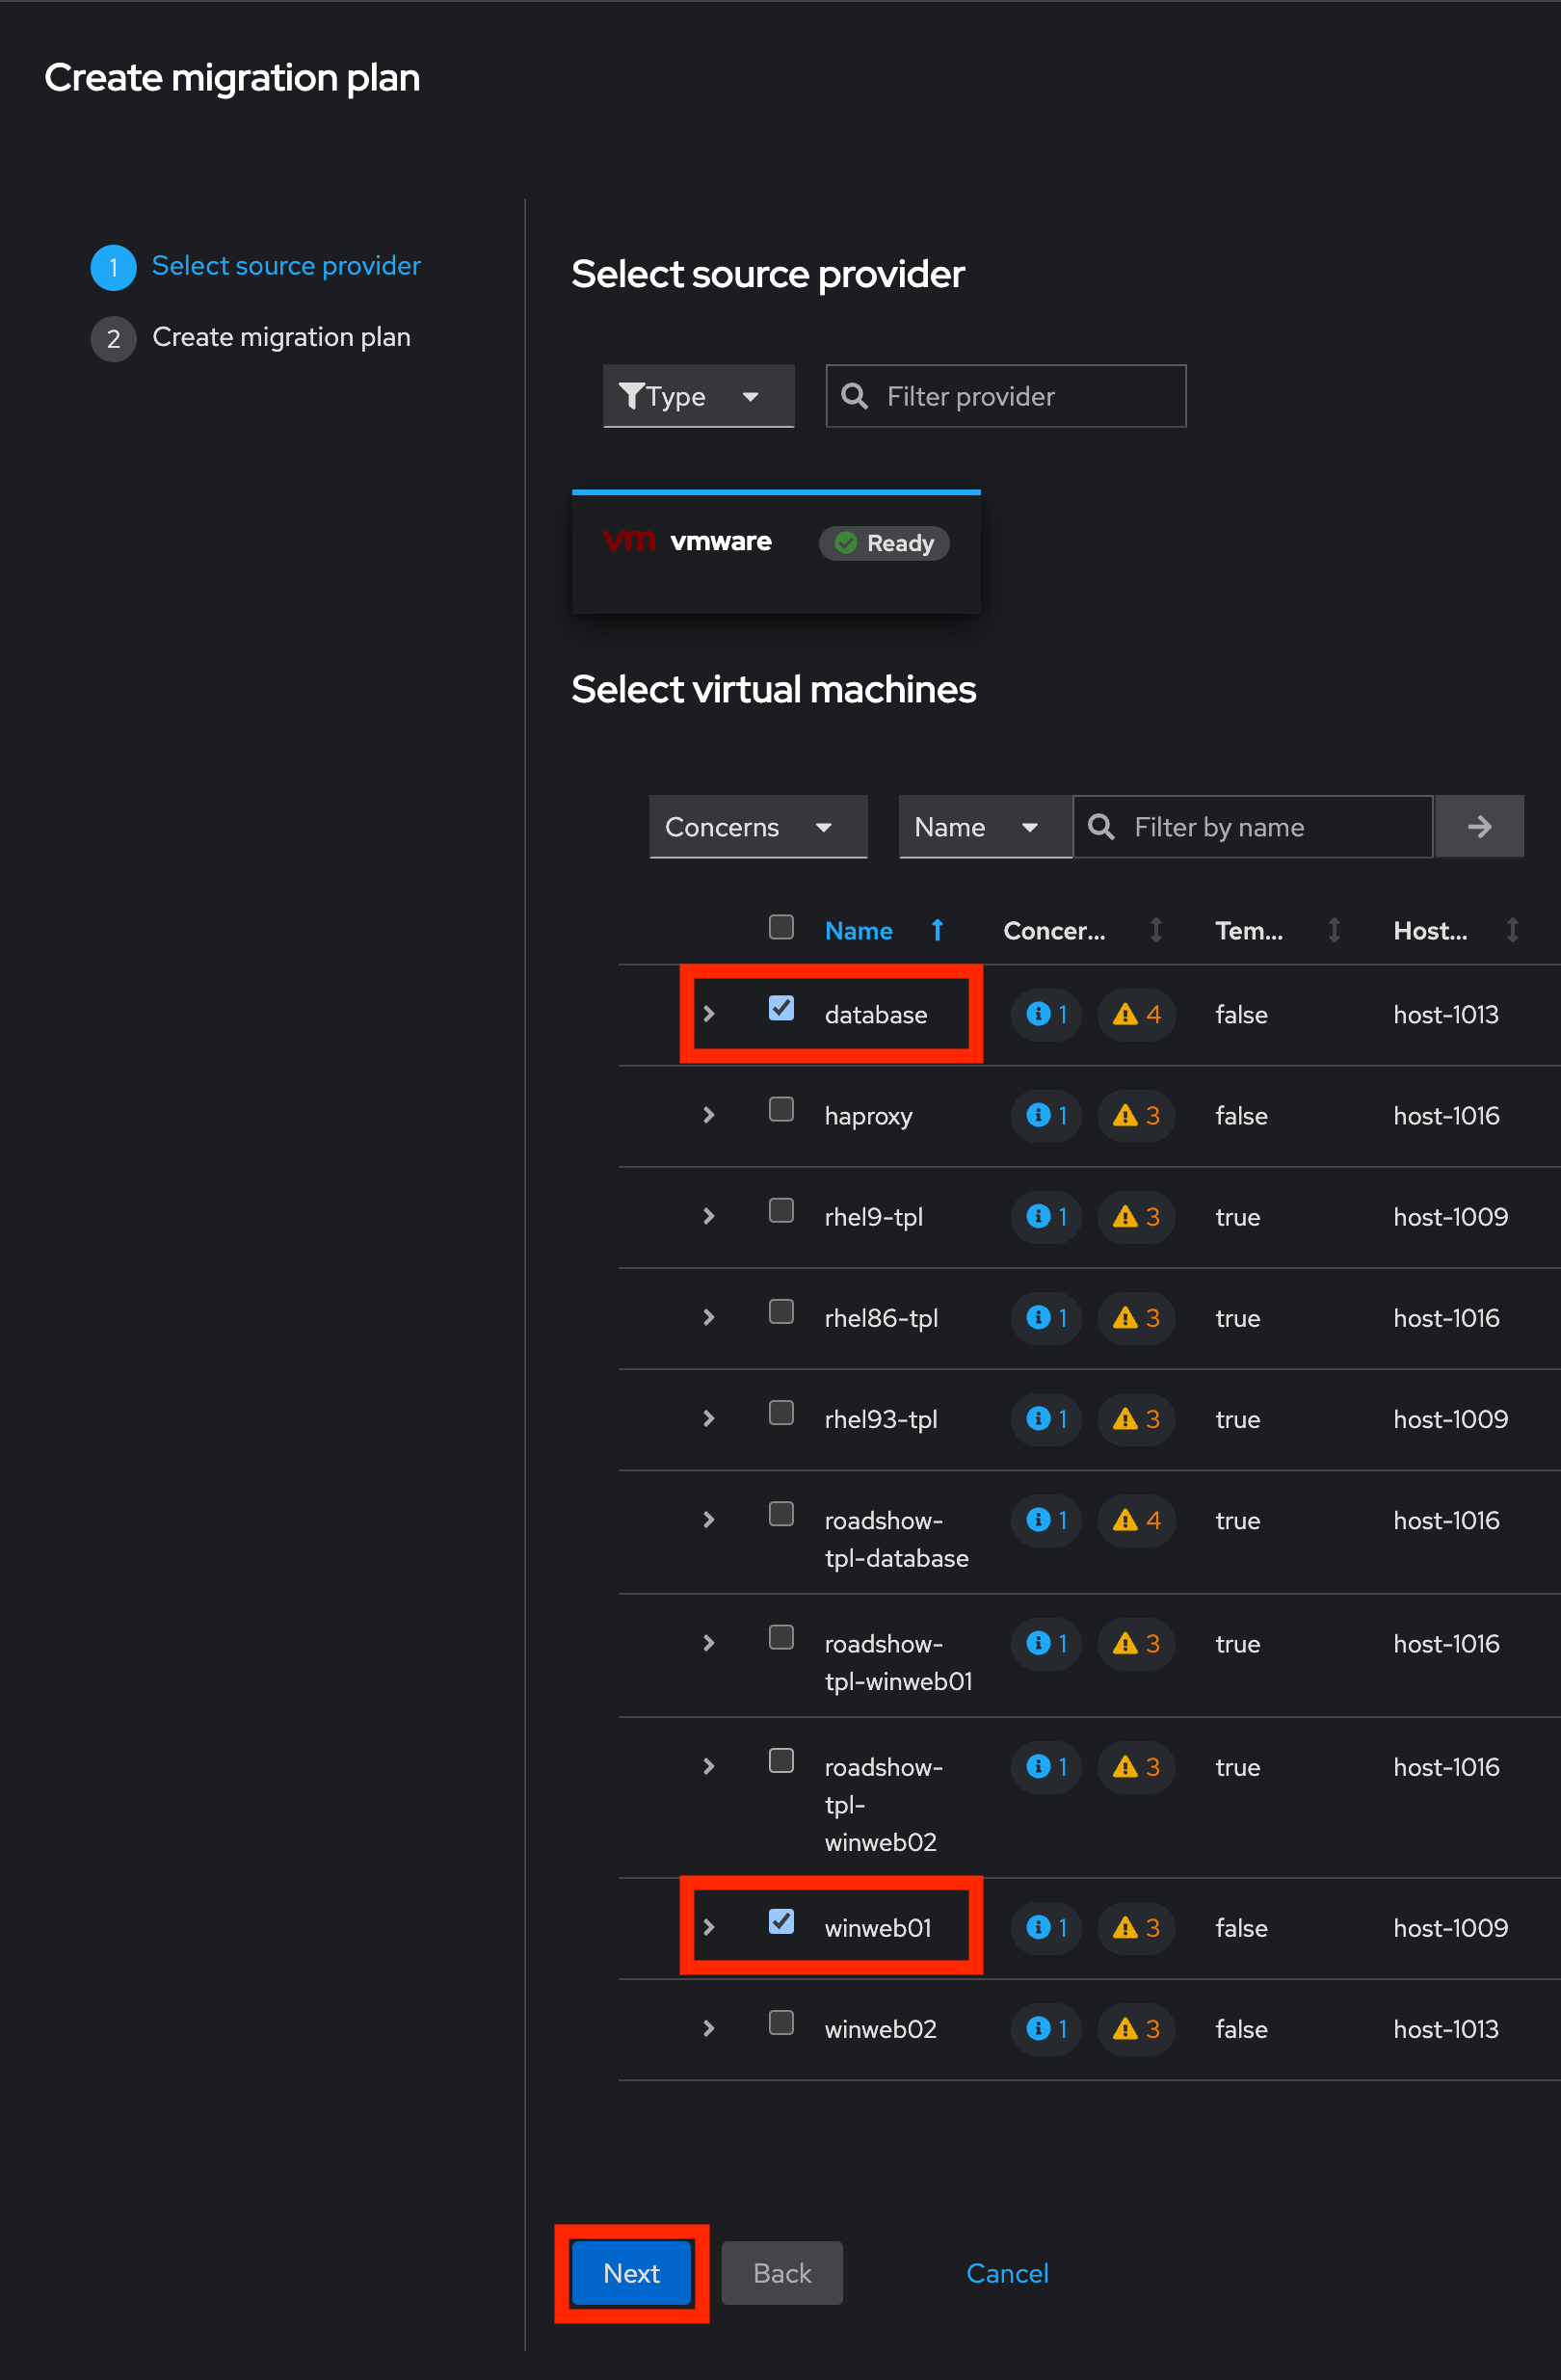 Create migration plan
1 Select source provider
2 Create migration plan
Select source provider
Type
Filter provider
vm vmware Ready
Select virtual machines
Concerns Name Filter by name
Name Concer... Tem... Host...
database 1 4 false host-1013
haproxy 1 3 false host-1016
rhel9-tpl 1 3 true host-1009
rhel86-tpl 1 3 true host-1016
rhel93-tpl 1 3 true host-1009
roadshow- 1 4 true host-1016
tpl-database
roadshow- 1 3 true host-1016
tpl-winweb01
roadshow- 1 3 true host-1016
tpl-
winweb02
winweb01 1 3 false host-1009
winweb02 1 3 false host-1013
Next Back Cancel